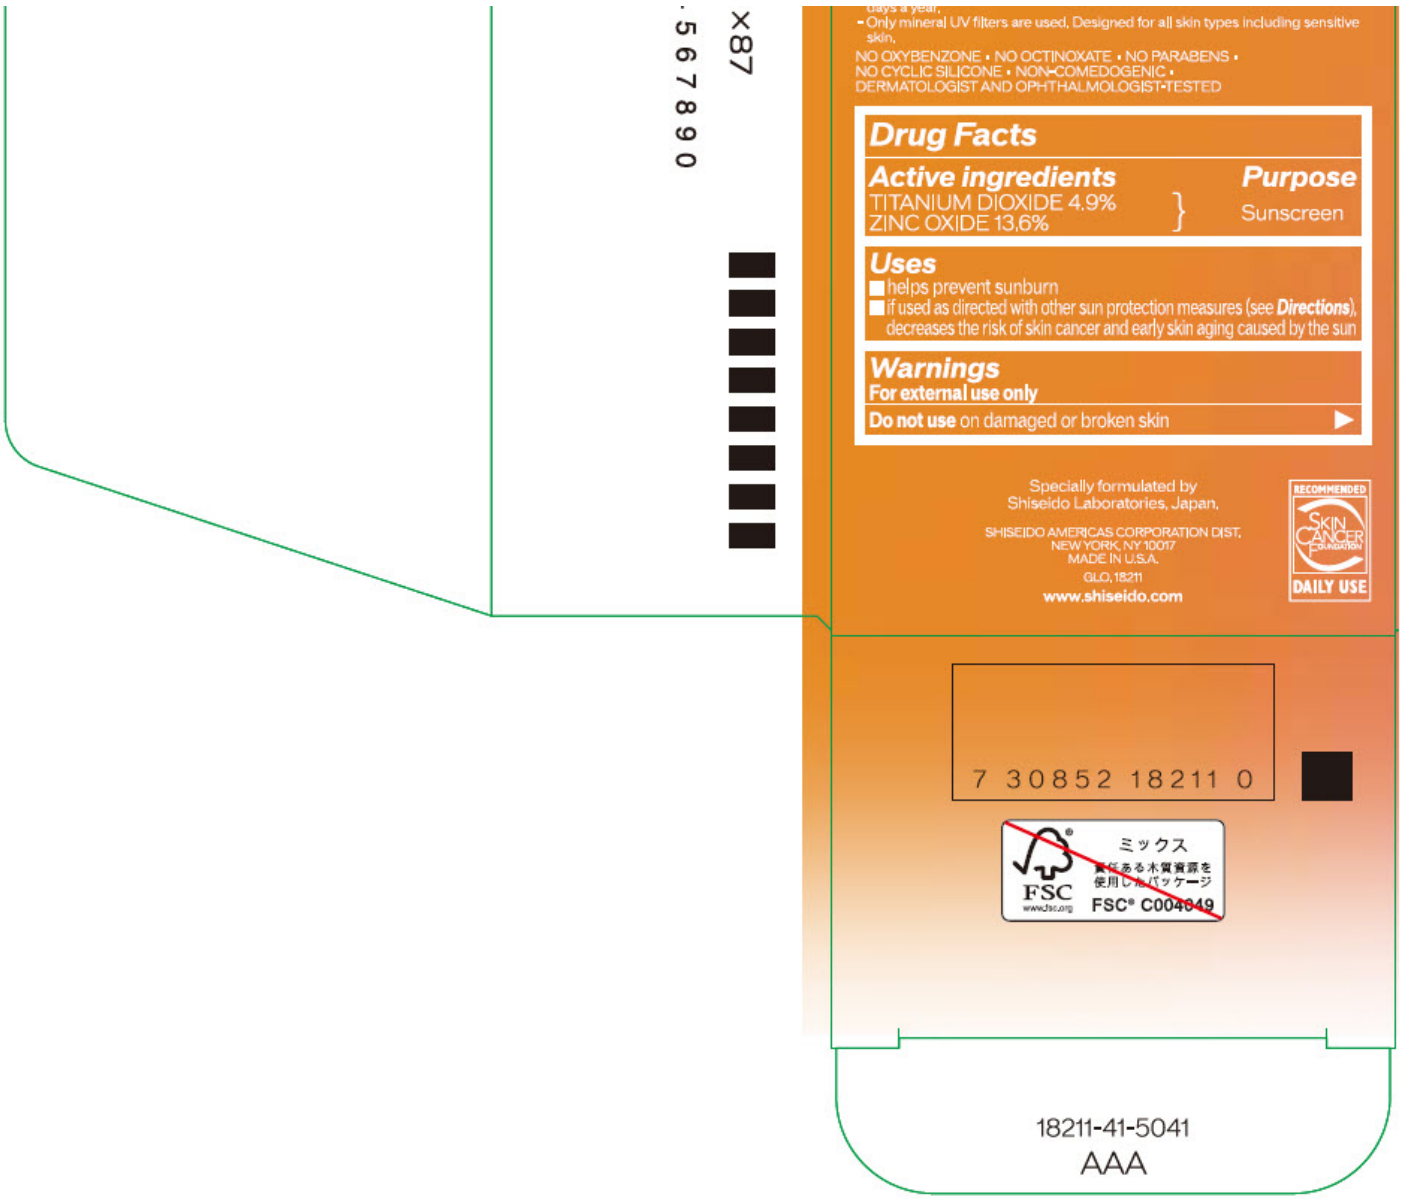 days a year.
- Only mineral UV filters are used. Designed for all skin types including sensitive
skin.
NO OXYBENZONE • NO OCTINOXATE • NO PARABENS •
NO CYCLIC SILICONE • NON-COMEDOGENIC •
DERMATOLOGIST AND OPHTHALMOLOGIST-TESTED
Drug Facts
Active ingredients Purpose
TITANIUM DIOXIDE 4.9%
ZINC OXIDE 13.6%
} Sunscreen
Uses
■ helps prevent sunburn
■ if used as directed with other sun protection measures (see Directions),
decreases the risk of skin cancer and early skin aging caused by the sun
Warnings
For external use only
Do not use on damaged or broken skin ▶
Specially formulated by
Shiseido Laboratories, Japan.
SHISEIDO AMERICAS CORPORATION DIST.
NEW YORK, NY 10017
MADE IN U.S.A.
GLO. 18211
www.shiseido.com
RECOMMENDED
SKIN
CANCER
FOUNDATION
DAILY USE
×87
567890
7 30852 18211 0
FSC®
www.fsc.org
ミックス
責任ある木質資源を
使用したパッケージ
FSC® C004049
18211-41-5041
AAA